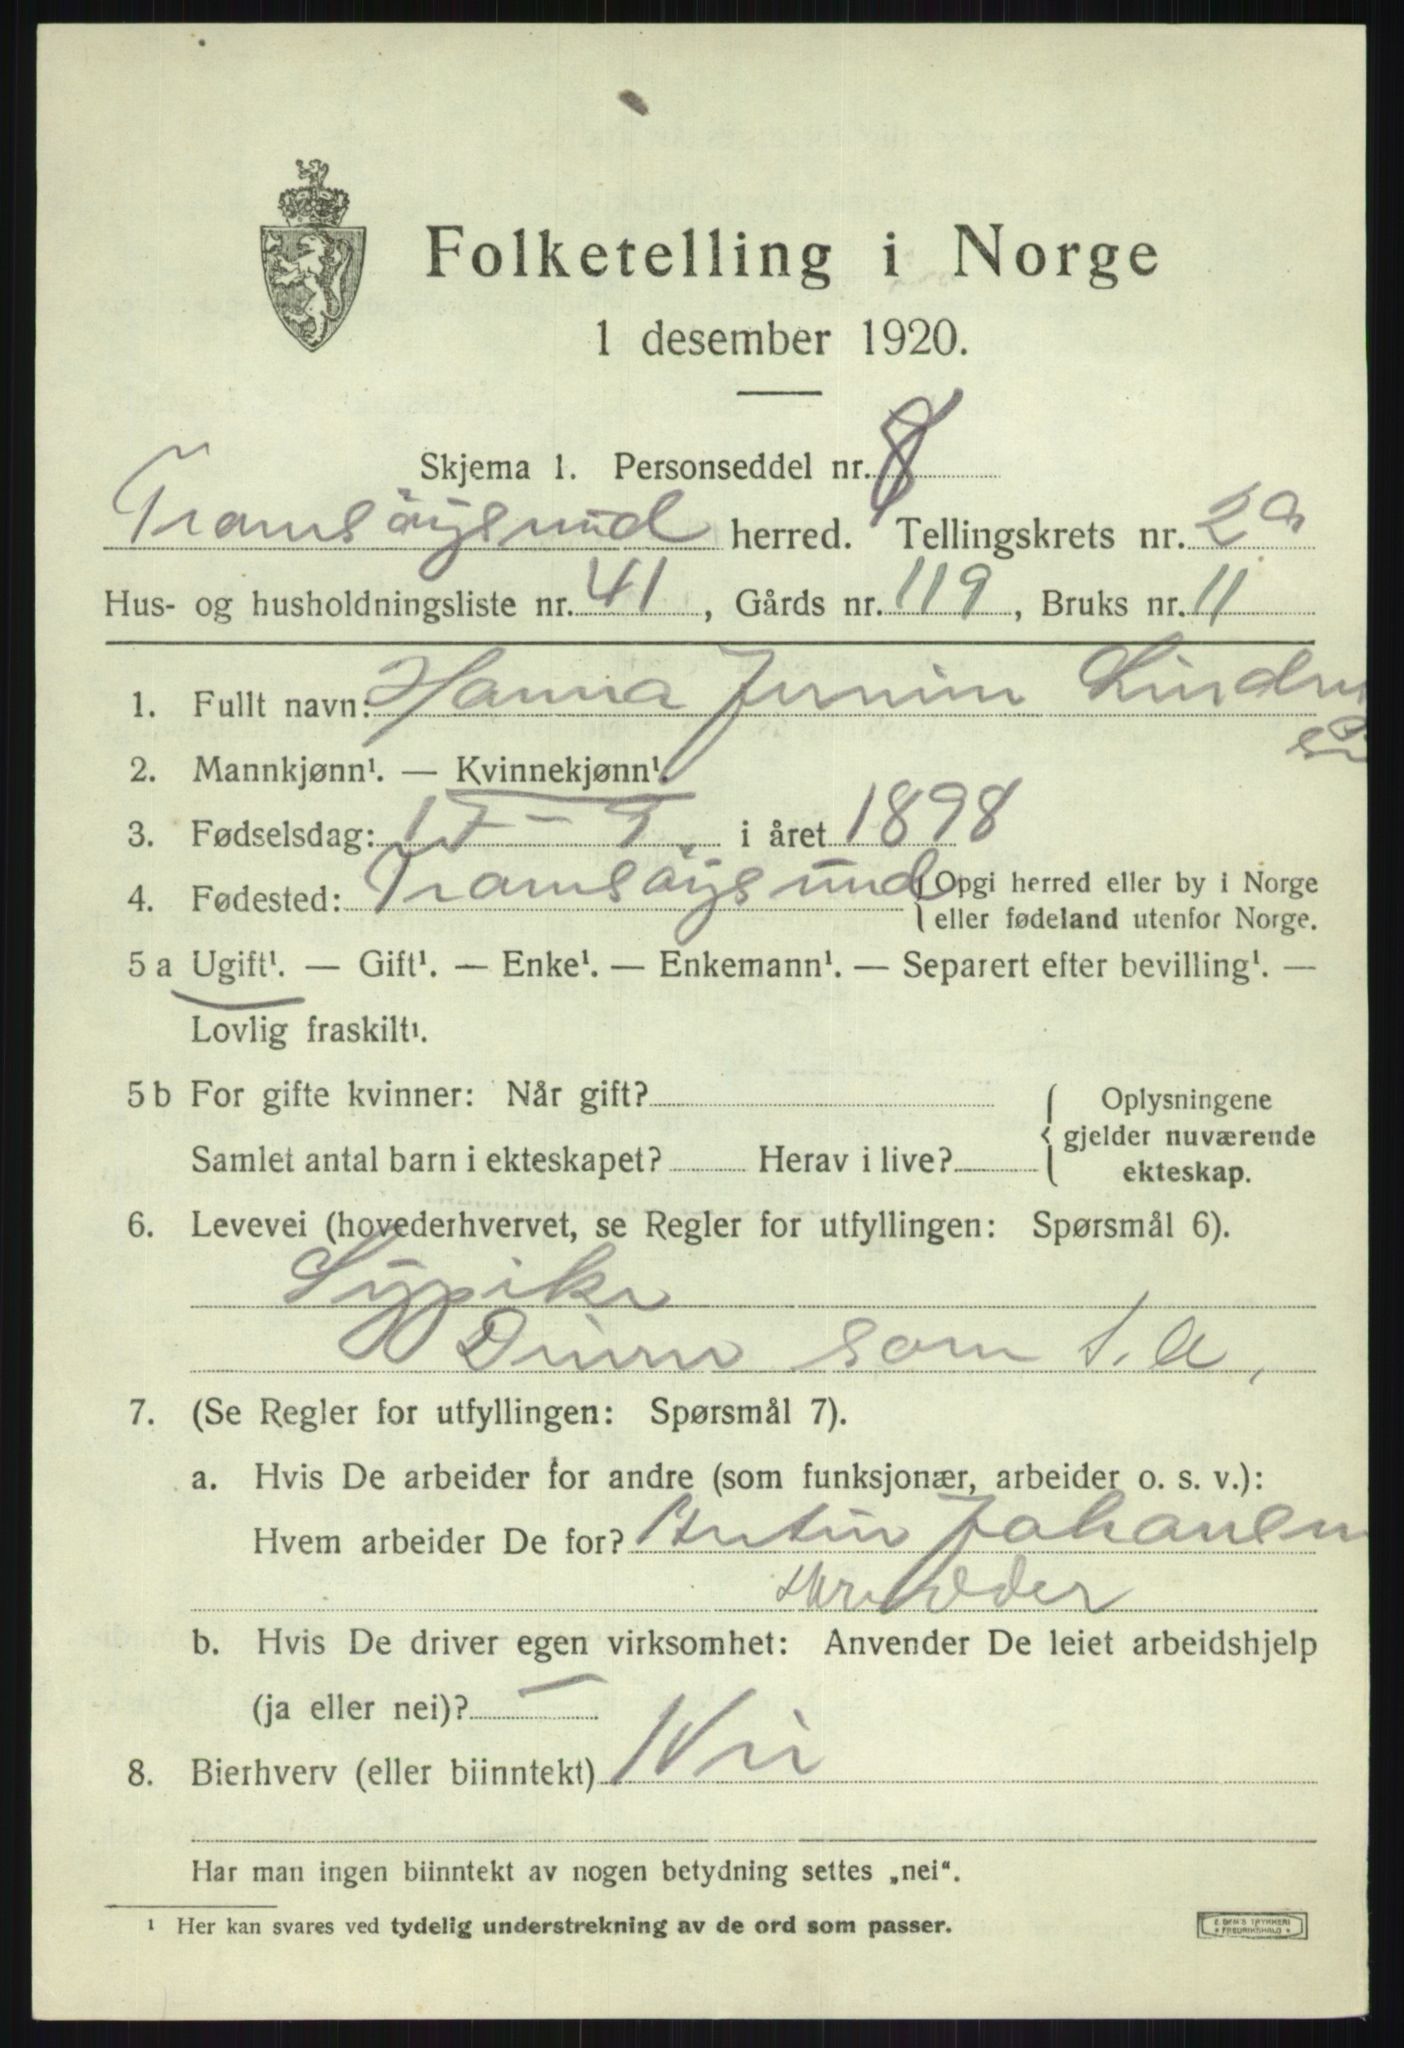 Folketelling i Norge
1 desember 1920.
Skjema 1. Personseddel nr. 8
Tromsöysund herred. Tellingskrets nr. 2a
Hus- og husholdningsliste nr. 41, Gårds nr. 119, Bruks nr. 11
1. Fullt navn: Hanna
2. Mannkjønn¹. — Kvinnekjønn¹.
3. Fødselsdag: 17 - 9. i året 1898
4. Fødested: Tromsöysund (Opgi herred eller by i Norge
eller fødeland utenfor Norge.
5 a Ugift¹. — Gift¹. — Enke¹. — Enkemann¹. — Separert efter bevilling¹. —
Lovlig fraskilt¹.
5 b For gifte kvinner: Når gift? Oplysningene
gjelder nuværende
Samlet antal barn i ekteskapet? Herav i live?
ekteskap.
6. Levevei (hovederhvervet, se Regler for utfyllingen: Spørsmål 6).
Sypike
som s. a,
7. (Se Regler for utfyllingen: Spørsmål 7).
a. Hvis De arbeider for andre (som funksjonær, arbeider o. s. v.):
Hvem arbeider De for? Johansen
b. Hvis De driver egen virksomhet: Anvender De leiet arbeidshjelp
(ja eller nei)? —
8. Bierhverv (eller biinntekt) Nei
Har man ingen biinntekt av nogen betydning settes „nei“.
¹ Her kan svares ved tydelig understrekning av de ord som passer.